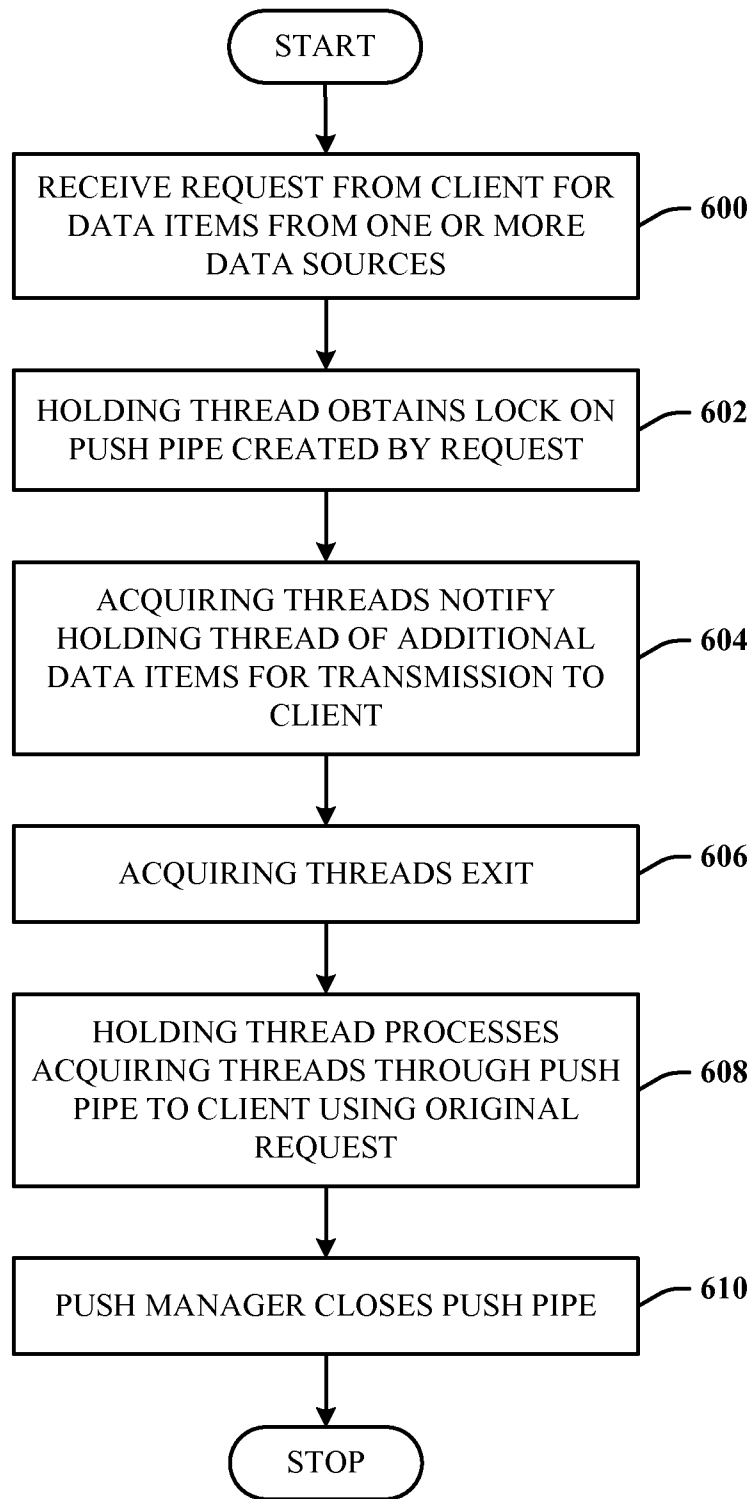 START
RECEIVE REQUEST FROM CLIENT FOR
DATA ITEMS FROM ONE OR MORE
DATA SOURCES
600
HOLDING THREAD OBTAINS LOCK ON
PUSH PIPE CREATED BY REQUEST
602
ACQUIRING THREADS NOTIFY
HOLDING THREAD OF ADDITIONAL
DATA ITEMS FOR TRANSMISSION TO
CLIENT
604
ACQUIRING THREADS EXIT
606
HOLDING THREAD PROCESSES
ACQUIRING THREADS THROUGH PUSH
PIPE TO CLIENT USING ORIGINAL
REQUEST
608
PUSH MANAGER CLOSES PUSH PIPE
610
STOP